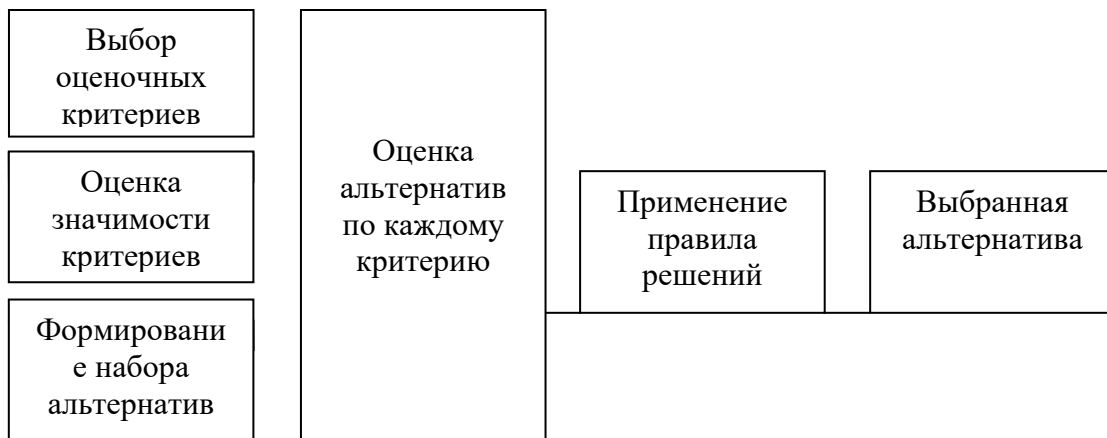 Выбор
оценочных
критериев
Оценка
значимости
критериев
Формировани
е набора
альтернатив
Оценка
альтернатив
по каждому
критерию
Применение
правила
решений
Выбранная
альтернатива